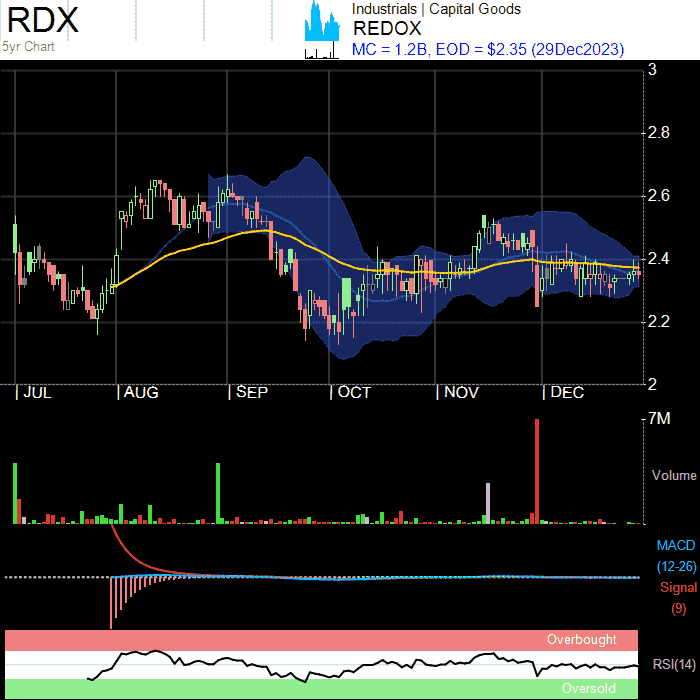 RDX
5yr Chart
Industrials | Capital Goods
REDOX
MC = 1.2B, EOD = $2.35 (29Dec2023)
3
2.8
2.6
2.4
2.2
2
| JUL | AUG | SEP | OCT | NOV | DEC
7M
Volume
MACD
(12-26)
Signal
(9)
Overbought
RSI(14)
Oversold